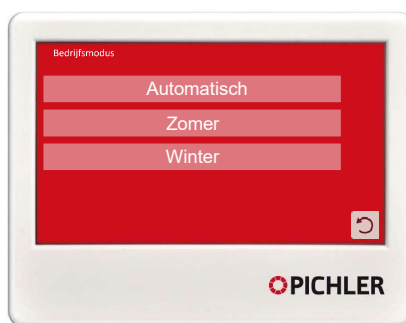 Bedrijfsmodus
Automatisch
Zomer
Winter
PICHLER